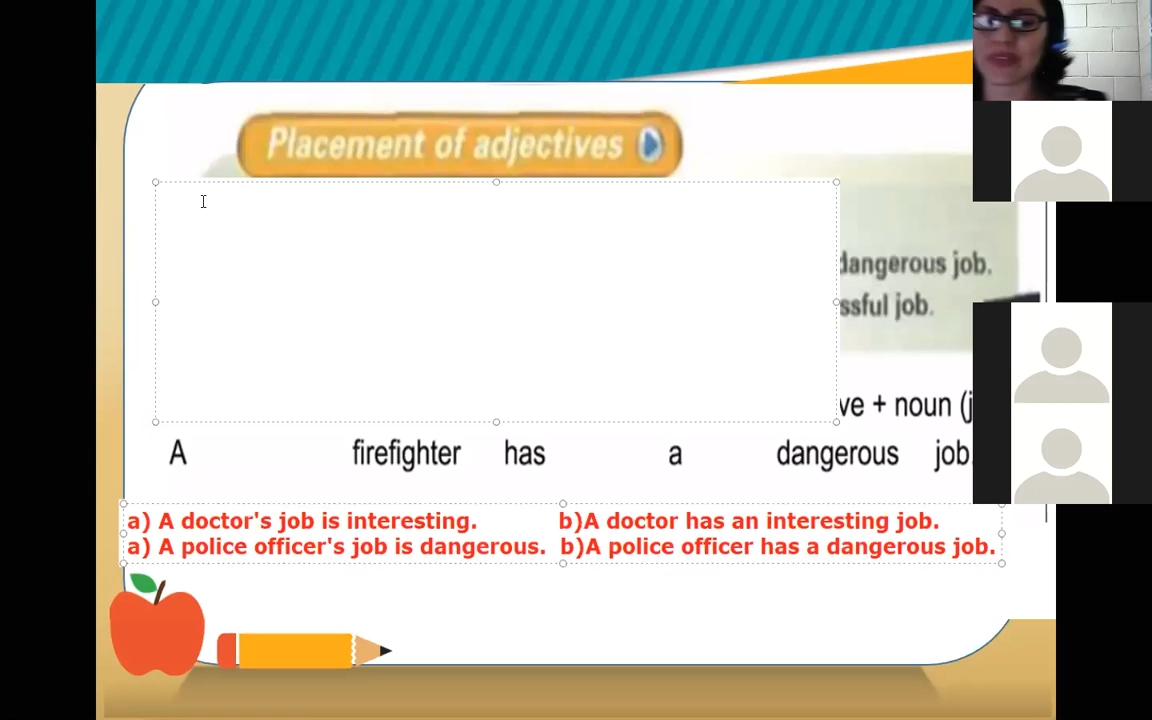 Placement of adjectives
dangerous job.
ssful job.
ve + noun (j
A firefighter has a dangerous job.
a) A doctor's job is interesting. b)A doctor has an interesting job.
a) A police officer's job is dangerous. b)A police officer has a dangerous job.